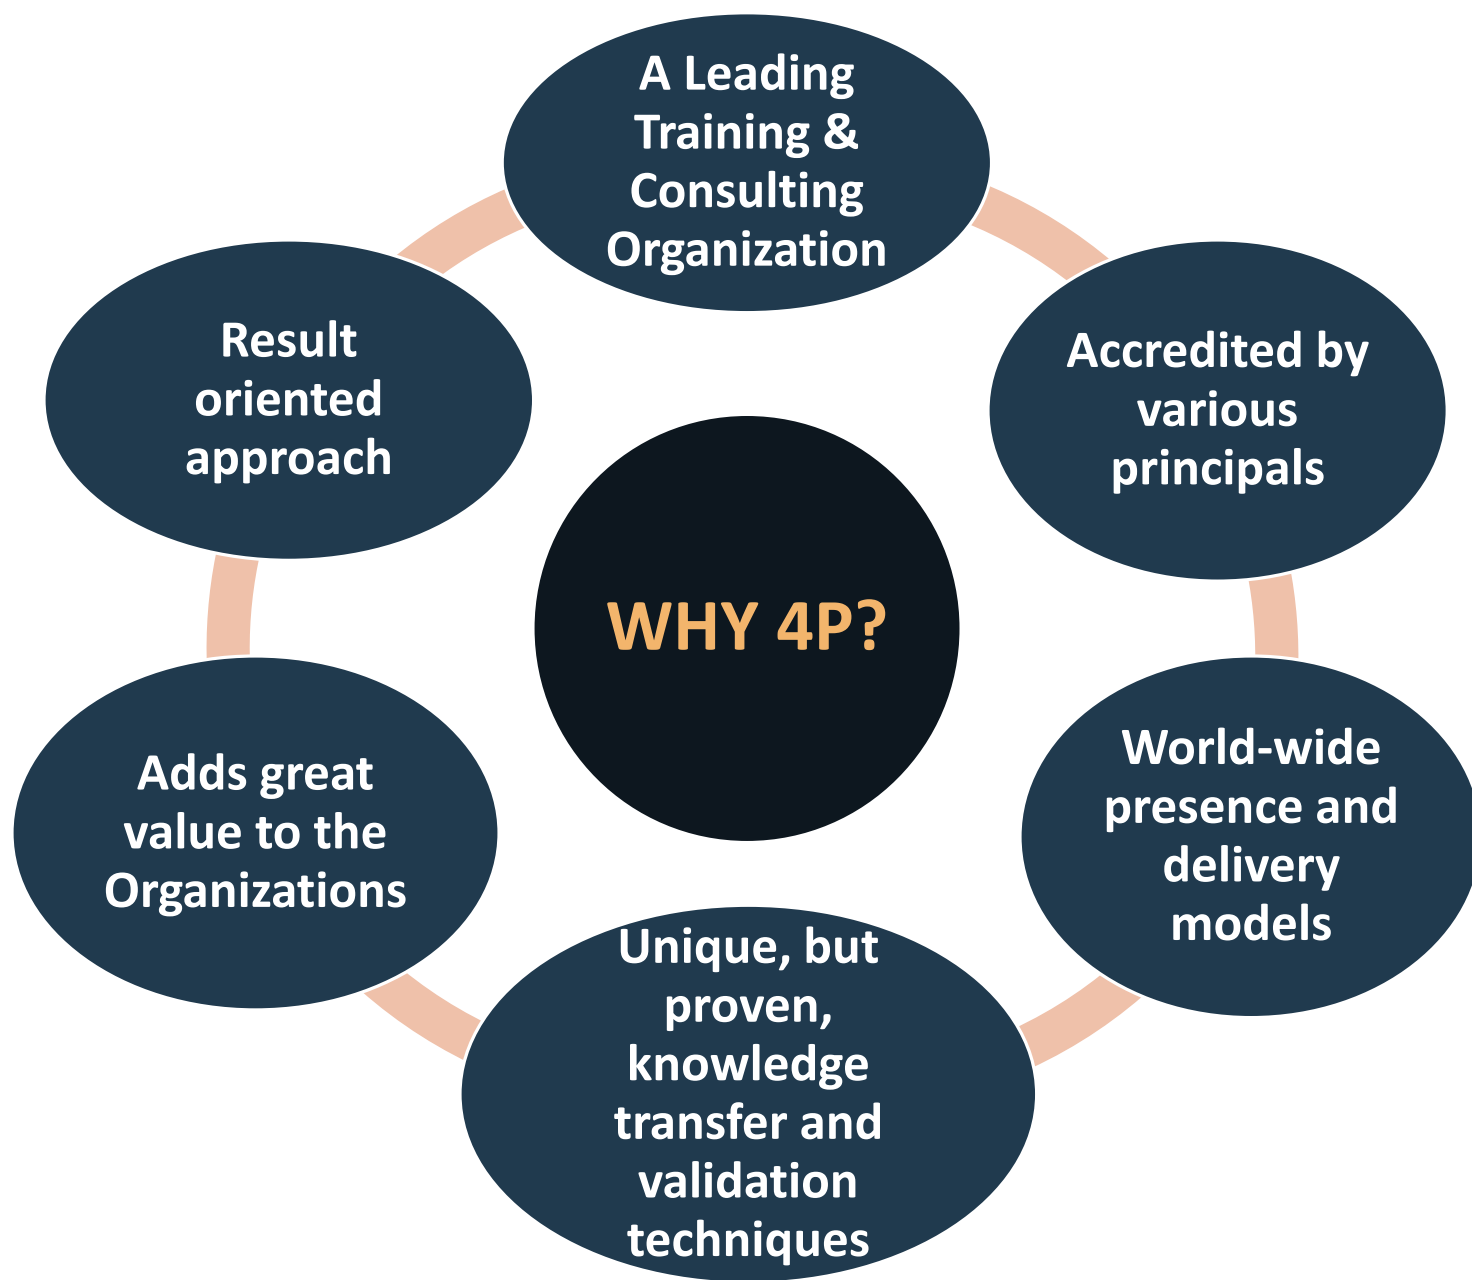 A Leading
Training &
Consulting
Organization
Accredited by
various
principals
World-wide
presence and
delivery
models
Unique, but
proven,
knowledge
transfer and
validation
techniques
Adds great
value to the
Organizations
Result
oriented
approach
WHY 4P?